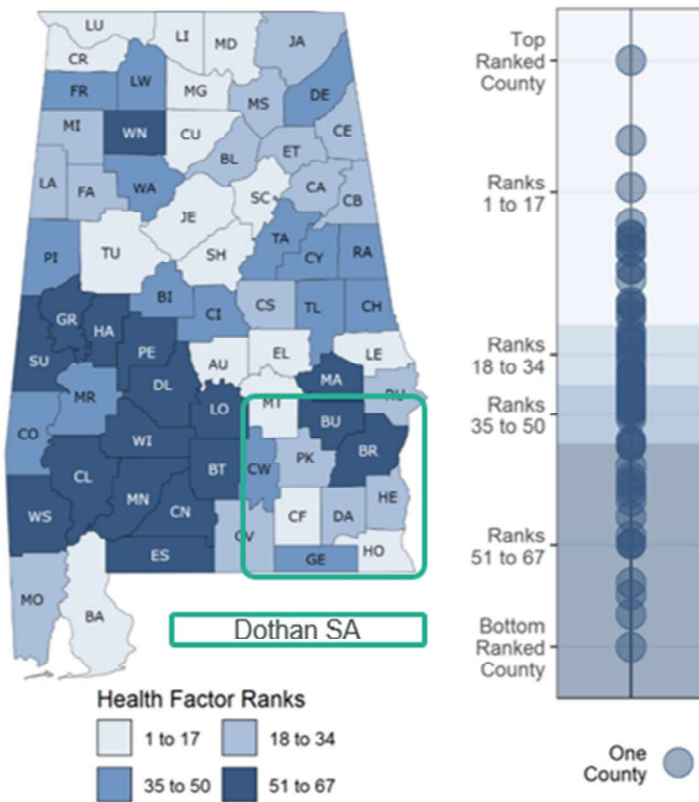 LU
LI
MD
JA
CR
FR
LW
MG
MS
DE
MI
WN
CU
CE
BL
ET
LA
FA
WA
SC
CA
CB
JE
TA
PI
TU
SH
CY
RA
BI
CI
CS
TL
CH
GR
HA
SU
PE
AU
EL
LE
DL
MA
MR
LO
MT
RU
BU
CO
WI
BR
CL
BT
CW
PK
MN
CN
HE
WS
CF
DA
CV
ES
GE
HO
MO
BA
Dothan SA
Health Factor Ranks
1 to 17
18 to 34
35 to 50
51 to 67
Top
Ranked
County
Ranks
1 to 17
Ranks
18 to 34
Ranks
35 to 50
Ranks
51 to 67
Bottom
Ranked
County
One
County